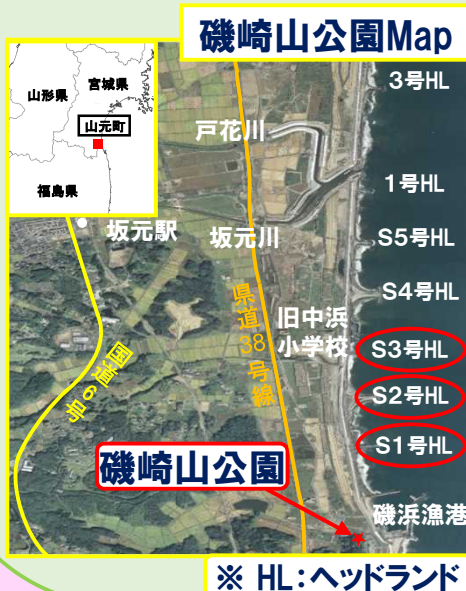 磯崎山公園Map
宮城県
山形県
山元町
福島県
3号HL
戸花川
1号HL
坂元駅
坂元川
S5号HL
S4号HL
県道38号線
旧中浜
小学校
S3号HL
国道6号
S2号HL
S1号HL
磯崎山公園
磯浜漁港
※ HL:ヘッドランド